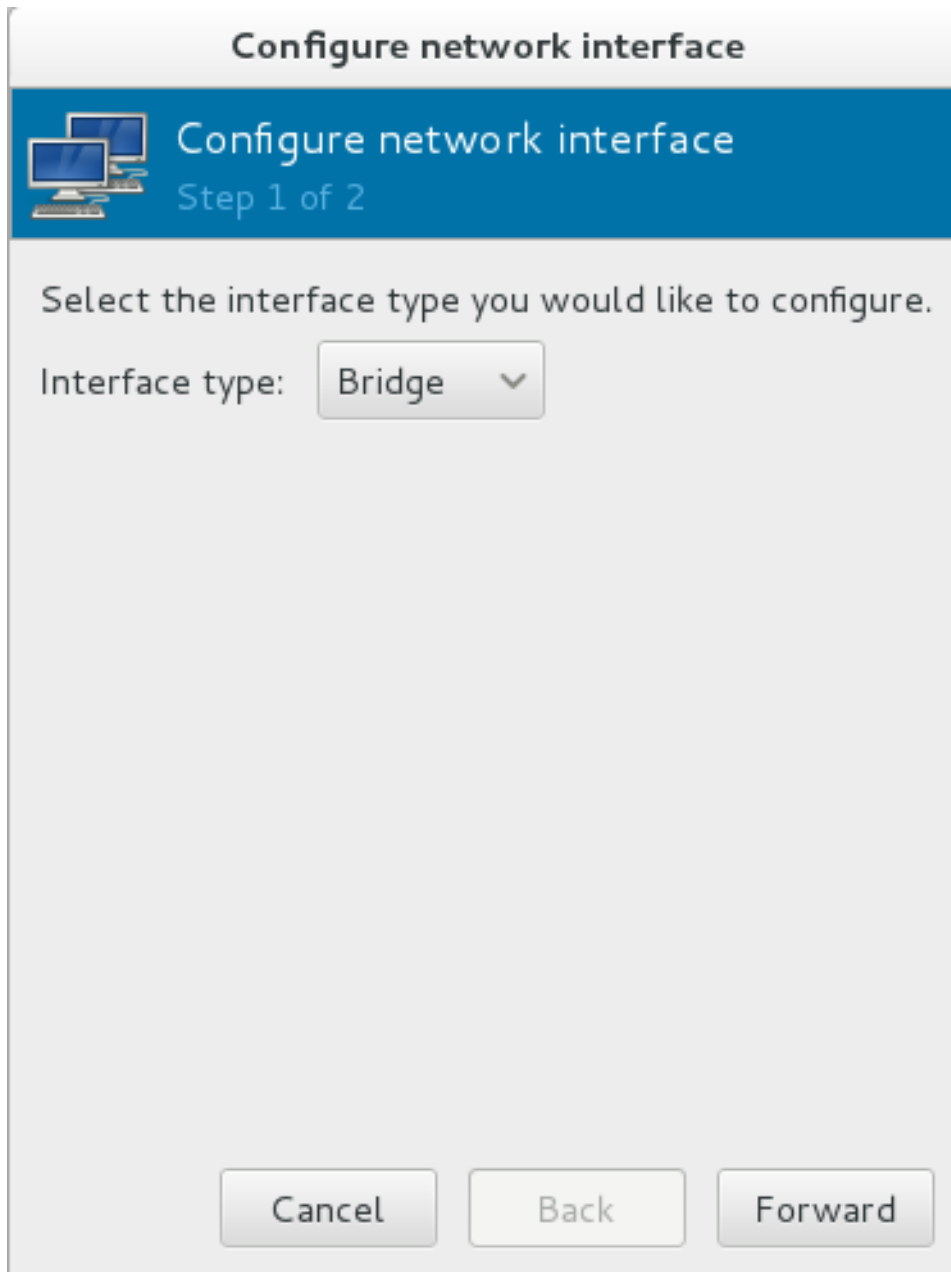 Configure network interface
Configure network interface
Step 1 of 2
Select the interface type you would like to configure.
Interface type: Bridge
Cancel Back Forward